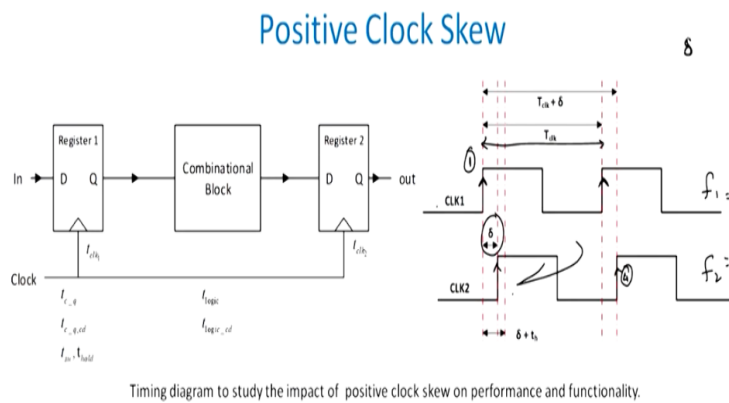 Positive Clock Skew
δ
T_clk + δ
T_clk
Register 1
Register 2
Combinational
Block
In
D
Q
D
Q
out
Clock
t_clk1
t_clk2
t_c_q
t_c_q,cd
t_su, t_hold
t_logic
t_logic_cd
①
CLK1
f₁=
δ
CLK2
④
f₂=
δ + t_h
Timing diagram to study the impact of positive clock skew on performance and functionality.